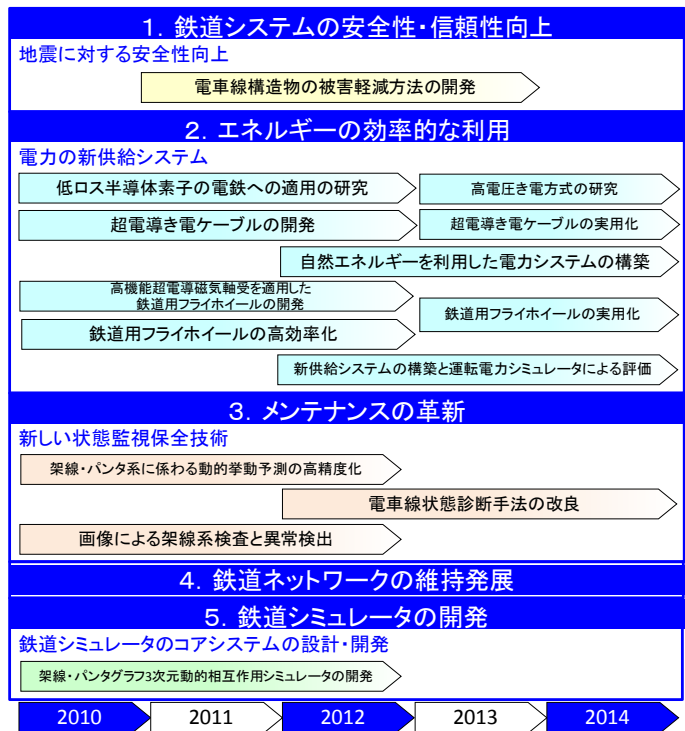 1. 鉄道システムの安全性・信頼性向上
地震に対する安全性向上
電車線構造物の被害軽減方法の開発
2. エネルギーの効率的な利用
電力の新供給システム
低ロス半導体素子の電鉄への適用の研究
高電圧き電方式の研究
超電導き電ケーブルの開発
超電導き電ケーブルの実用化
自然エネルギーを利用した電力システムの構築
高機能超電導磁気軸受を適用した
鉄道用フライホイールの開発
鉄道用フライホイールの実用化
鉄道用フライホイールの高効率化
新供給システムの構築と運転電力シミュレータによる評価
3. メンテナンスの革新
新しい状態監視保全技術
架線・パンタ系に係わる動的挙動予測の高精度化
電車線状態診断手法の改良
画像による架線系検査と異常検出
4. 鉄道ネットワークの維持発展
5. 鉄道シミュレータの開発
鉄道シミュレータのコアシステムの設計・開発
架線・パンタグラフ3次元動的相互作用シミュレータの開発
2010 2011 2012 2013 2014